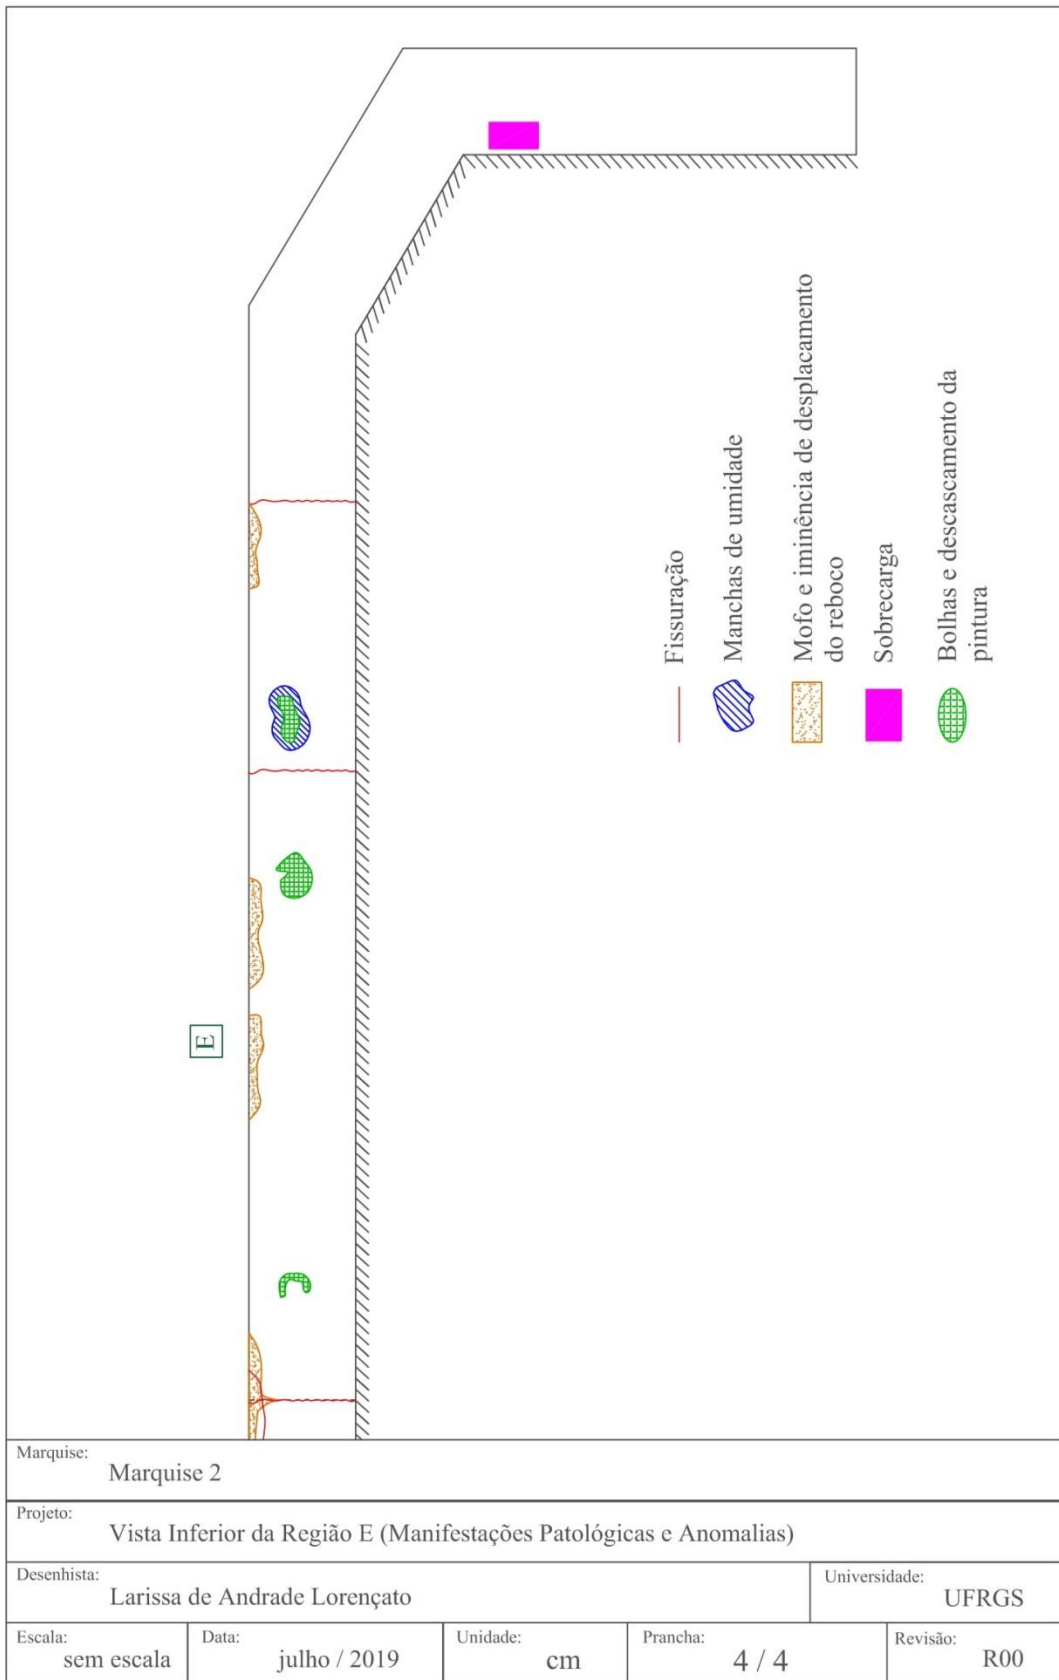 E
Fissuração
Manchas de umidade
Mofo e iminência de desplacamento
do reboco
Sobrecarga
Bolhas e descascamento da
pintura
Marquise:
Marquise 2
Projeto:
Vista Inferior da Região E (Manifestações Patológicas e Anomalias)
Desenhista:
Larissa de Andrade Lorençato
Universidade:
UFRGS
Escala:
sem escala
Data:
julho / 2019
Unidade:
cm
Prancha:
4 / 4
Revisão:
R00